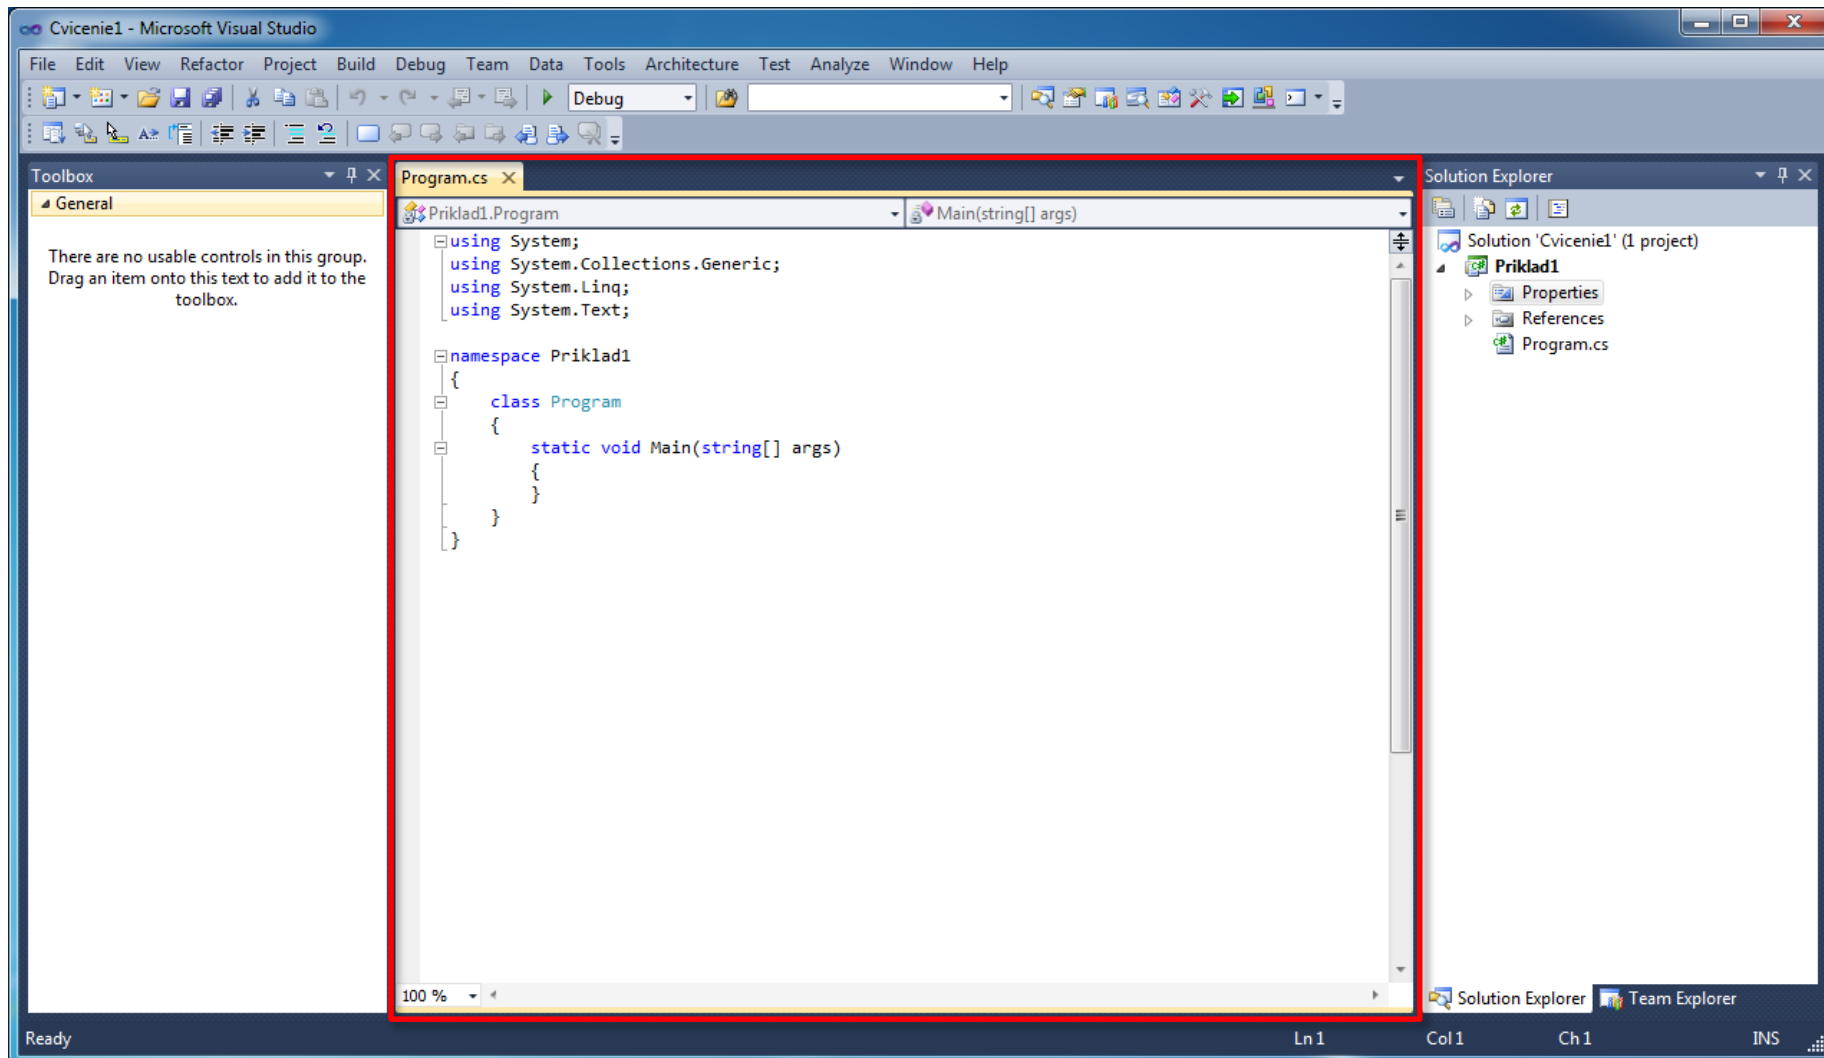 Cvicenie1 - Microsoft Visual Studio
File Edit View Refactor Project Build Debug Team Data Tools Architecture Test Analyze Window Help
Debug
Toolbox
General
There are no usable controls in this group.
Drag an item onto this text to add it to the
toolbox.
Program.cs
Priklad1.Program
Main(string[] args)
using System;
using System.Collections.Generic;
using System.Linq;
using System.Text;
namespace Priklad1
{
class Program
{
static void Main(string[] args)
{
}
}
}
100 %
Solution Explorer
Solution 'Cvicenie1' (1 project)
Priklad1
Properties
References
Program.cs
Solution Explorer Team Explorer
Ready Ln 1 Col 1 Ch 1 INS